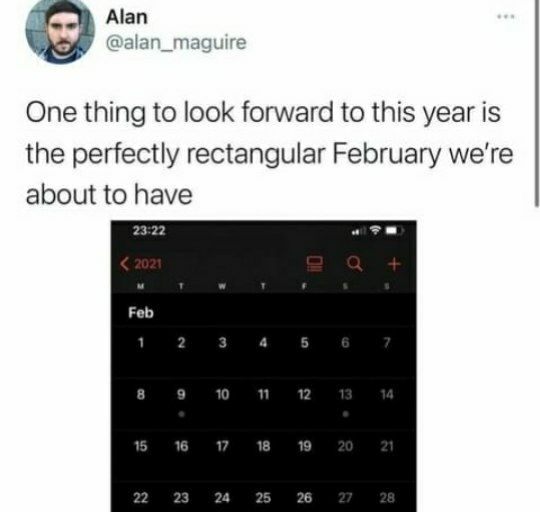 Alan
@alan_maguire
One thing to look forward to this year is
the perfectly rectangular February we're
about to have
23:22
2021
M T W T F S S
Feb
1 2 3 4 5 6 7
8 9 10 11 12 13 14
15 16 17 18 19 20 21
22 23 24 25 26 27 28